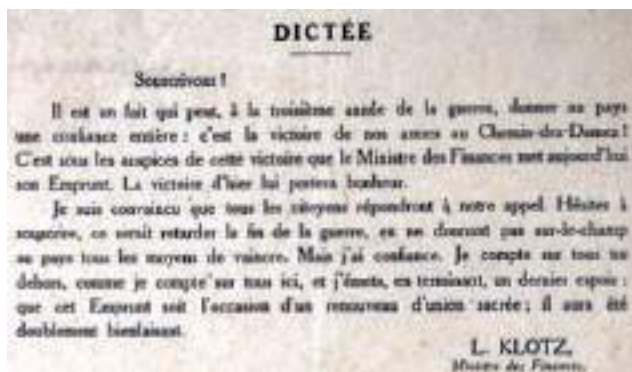 DICTÉE
Souscrivons !
Il est un fait qui peut, à la troisième année de la guerre, donner au pays
une confiance entière : c'est la victoire de nos armes au Chemin-des-Dames !
C'est sous les auspices de cette victoire que le Ministre des Finances met aujourd'hui
son Emprunt. La victoire d'hier lui portera bonheur.
Je suis convaincu que tous les citoyens répondront à notre appel. Hésiter à
souscrire, ce serait retarder la fin de la guerre, en ne donnant pas sur-le-champ
au pays tous les moyens de vaincre. Mais j'ai confiance. Je compte sur tous au
dehors, comme je compte sur tous ici, et j'émets, en terminant, un dernier espoir :
que cet Emprunt soit l'occasion d'un renouveau d'union sacrée ; il aura été
doublement bienfaisant.
L. KLOTZ,
Ministre des Finances.